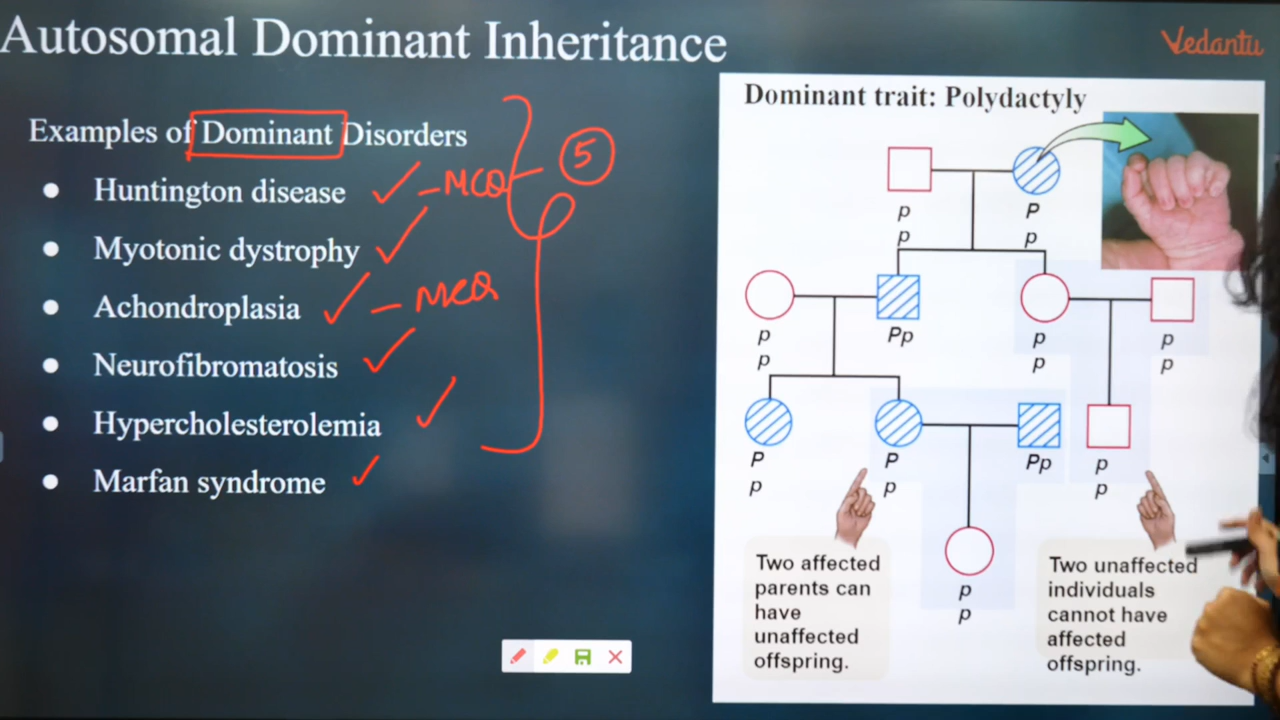 Autosomal Dominant Inheritance
Vedantu
Examples of Dominant Disorders
5
• Huntington disease
- MCQ
• Myotonic dystrophy
• Achondroplasia
- MCQ
• Neurofibromatosis
• Hypercholesterolemia
• Marfan syndrome
Dominant trait: Polydactyly
p
p
P
p
p
p
Pp
p
p
p
p
P
p
P
p
Pp
p
p
p
p
Two affected
parents can
have
unaffected
offspring.
Two unaffected
individuals
cannot have
affected
offspring.